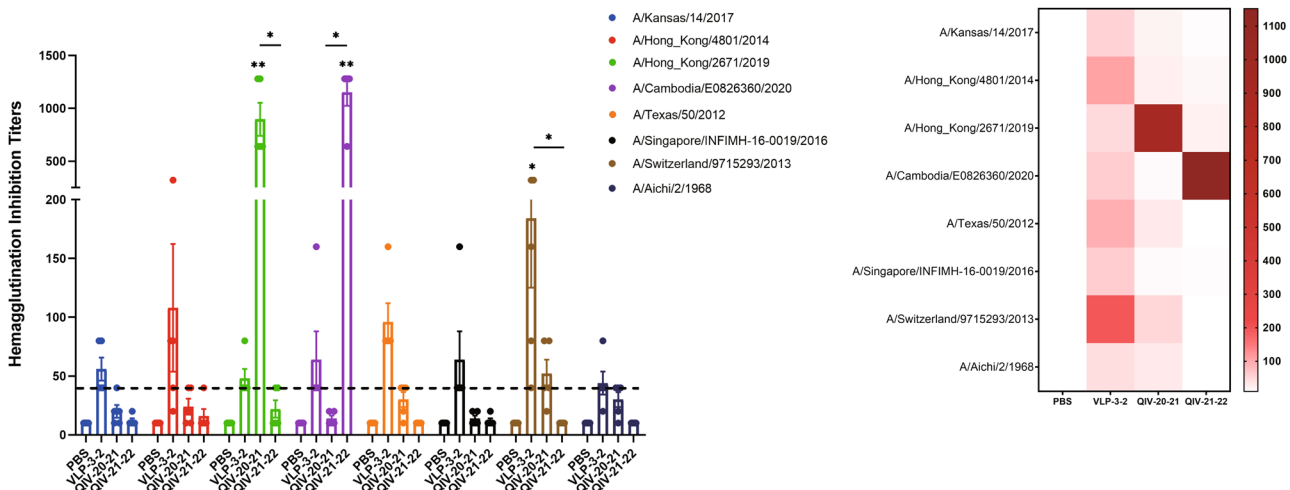 Hemagglutination Inhibition Titers
1500
1000
500
200
150
100
50
0
*
**
*
**
*
*
PBS
VLP-3-2
QIV-20-21
QIV-21-22
PBS
VLP-3-2
QIV-20-21
QIV-21-22
PBS
VLP-3-2
QIV-20-21
QIV-21-22
PBS
VLP-3-2
QIV-20-21
QIV-21-22
PBS
VLP-3-2
QIV-20-21
QIV-21-22
PBS
VLP-3-2
QIV-20-21
QIV-21-22
PBS
VLP-3-2
QIV-20-21
QIV-21-22
PBS
VLP-3-2
QIV-20-21
QIV-21-22
A/Kansas/14/2017
A/Hong_Kong/4801/2014
A/Hong_Kong/2671/2019
A/Cambodia/E0826360/2020
A/Texas/50/2012
A/Singapore/INFIMH-16-0019/2016
A/Switzerland/9715293/2013
A/Aichi/2/1968
A/Kansas/14/2017
A/Hong_Kong/4801/2014
A/Hong_Kong/2671/2019
A/Cambodia/E0826360/2020
A/Texas/50/2012
A/Singapore/INFIMH-16-0019/2016
A/Switzerland/9715293/2013
A/Aichi/2/1968
PBS
VLP-3-2
QIV-20-21
QIV-21-22
1100
1000
900
800
700
600
500
400
300
200
100